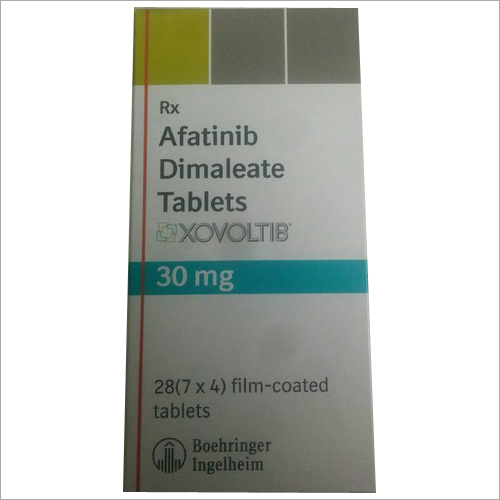 Rx
Afatinib
Dimaleate
Tablets
XOVOLTIB
30 mg
28(7 x 4) film-coated
tablets
Boehringer
Ingelheim